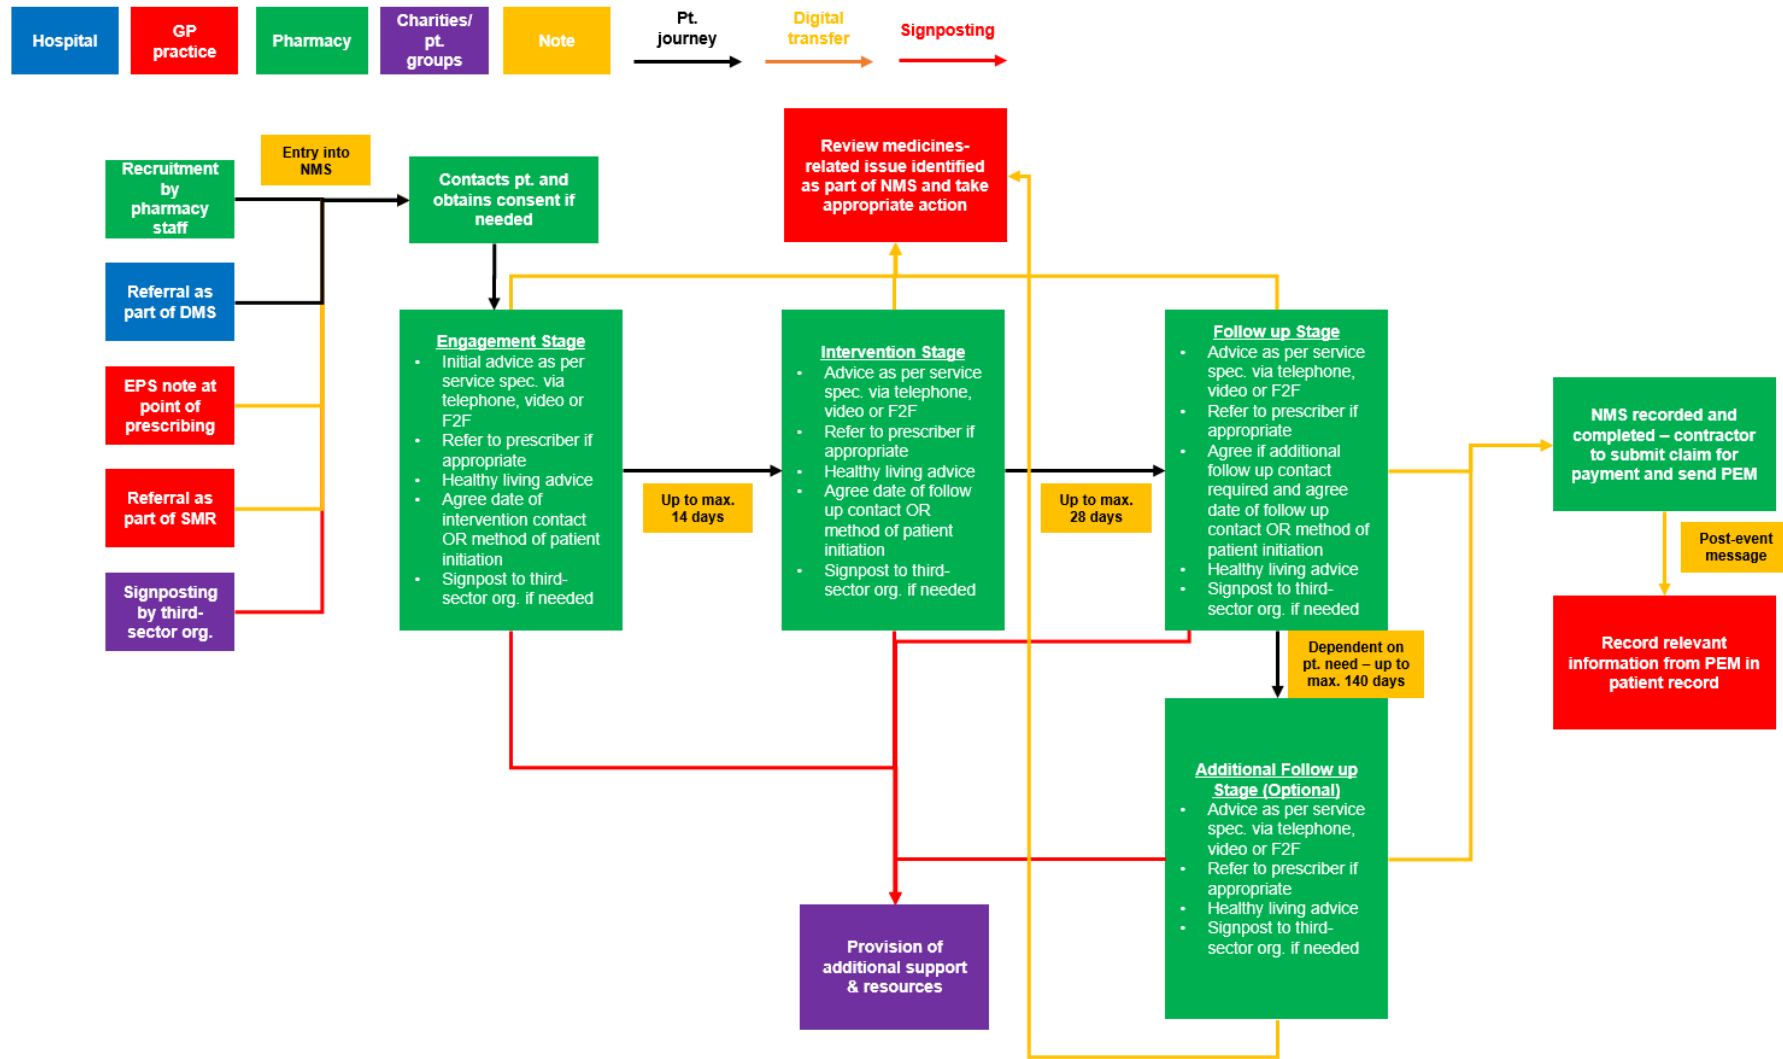 Hospital
GP
practice
Pharmacy
Charities/
pt.
groups
Note
Pt.
journey
Digital
transfer
Signposting
Recruitment
by
pharmacy
staff
Entry into
NMS
Contacts pt. and
obtains consent if
needed
Review medicines-
related issue identified
as part of NMS and take
appropriate action
Referral as
part of DMS
EPS note at
point of
prescribing
Referral as
part of SMR
Signposting
by third-
sector org.
Engagement Stage
• Initial advice as per
service spec. via
telephone, video or
F2F
• Refer to prescriber if
appropriate
• Healthy living advice
• Agree date of
intervention contact
OR method of patient
initiation
• Signpost to third-
sector org. if needed
Up to max.
14 days
Intervention Stage
• Advice as per service
spec. via telephone,
video or F2F
• Refer to prescriber if
appropriate
• Healthy living advice
• Agree date of follow
up contact OR
method of patient
initiation
• Signpost to third-
sector org. if needed
Up to max.
28 days
Follow up Stage
• Advice as per service
spec. via telephone,
video or F2F
• Refer to prescriber if
appropriate
• Agree if additional
follow up contact
required and agree
date of follow up
contact OR method of
patient initiation
• Healthy living advice
• Signpost to third-
sector org. if needed
Dependent on
pt. need – up to
max. 140 days
Additional Follow up
Stage (Optional)
• Advice as per service
spec. via telephone,
video or F2F
• Refer to prescriber if
appropriate
• Healthy living advice
• Signpost to third-
sector org. if needed
NMS recorded and
completed – contractor
to submit claim for
payment and send PEM
Post-event
message
Record relevant
information from PEM in
patient record
Provision of
additional support
& resources